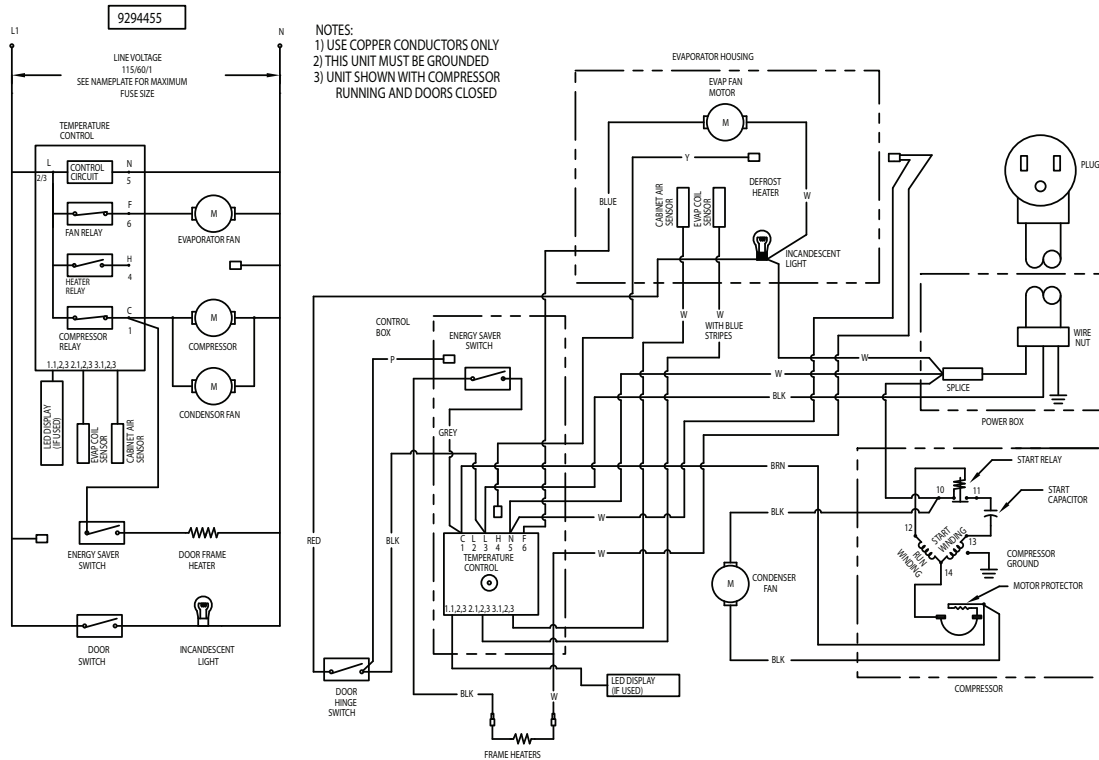 9294455
L1
N
LINE VOLTAGE
115/60/1
SEE NAMEPLATE FOR MAXIMUM
FUSE SIZE
NOTES:
1) USE COPPER CONDUCTORS ONLY
2) THIS UNIT MUST BE GROUNDED
3) UNIT SHOWN WITH COMPRESSOR
RUNNING AND DOORS CLOSED
TEMPERATURE
CONTROL
L
2/3
CONTROL
CIRCUIT
N
5
FAN RELAY
F
6
M
EVAPORATOR FAN
HEATER
RELAY
H
4
COMPRESSOR
RELAY
C
1
M
COMPRESSOR
M
CONDENSOR FAN
1.1,2,3 2.1,2,3 3.1,2,3
LED DISPLAY
(IF USED)
EVAP COIL
SENSOR
CABINET AIR
SENSOR
ENERGY SAVER
SWITCH
DOOR FRAME
HEATER
DOOR
SWITCH
INCANDESCENT
LIGHT
EVAPORATOR HOUSING
EVAP FAN
MOTOR
M
Y
DEFROST
HEATER
BLUE
W
CABINET AIR
SENSOR
EVAP COIL
SENSOR
INCANDESCENT
LIGHT
W
W
WITH BLUE
STRIPES
PLUG
WIRE
NUT
SPLICE
POWER BOX
CONTROL
BOX
ENERGY SAVER
SWITCH
P
GREY
W
W
BLK
BRN
W
W
RED
BLK
C L L H N F
1 2 3 4 5 6
TEMPERATURE
CONTROL
1.1,2,3 2.1,2,3 3.1,2,3
DOOR
HINGE
SWITCH
BLK
W
FRAME HEATERS
LED DISPLAY
(IF USED)
BLK
M
CONDENSER
FAN
BLK
START RELAY
10
11
START
CAPACITOR
12
START
WINDING
13
RUN
WINDING
14
COMPRESSOR
GROUND
MOTOR PROTECTOR
COMPRESSOR